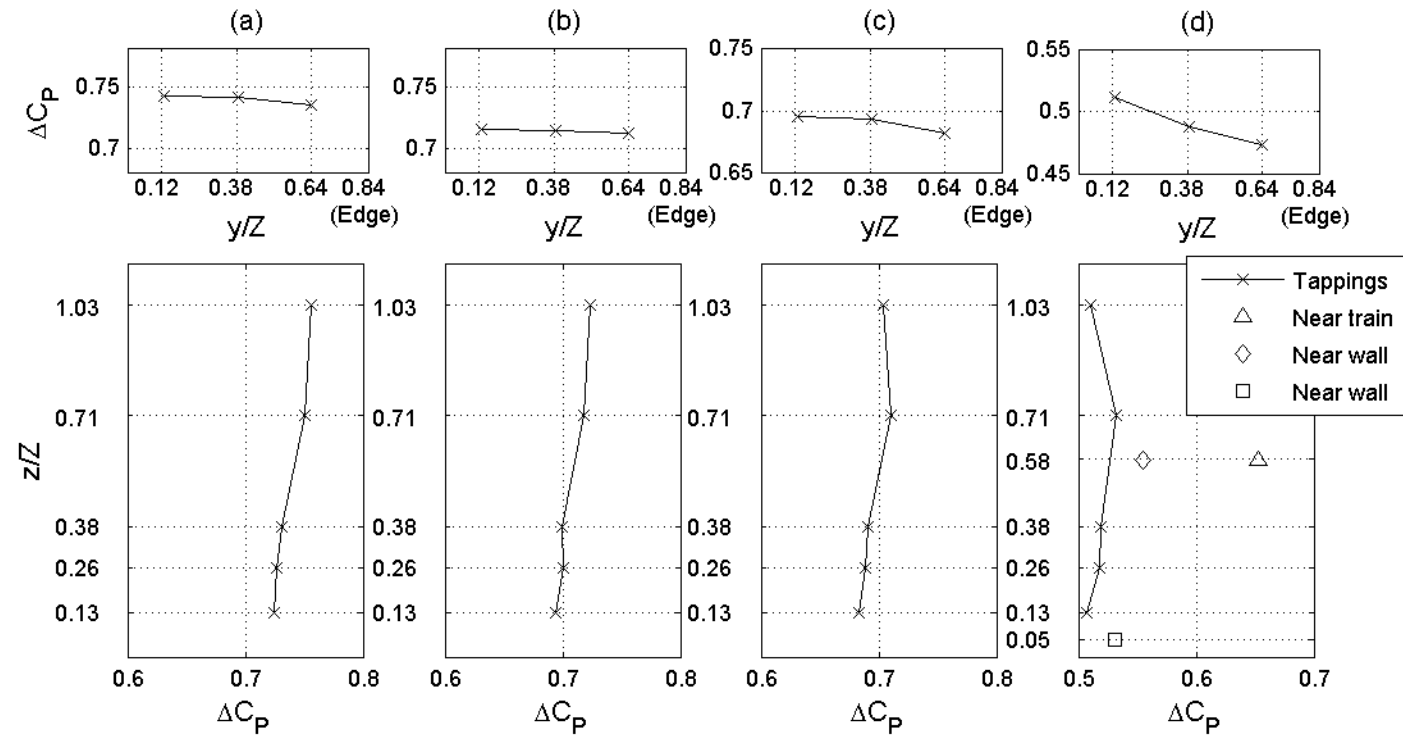 (a) (b) (c) (d)
ΔC_P
0.75
0.7
0.12 0.38 0.64 0.84
(Edge)
y/Z
0.12 0.38 0.64 0.84
(Edge)
y/Z
0.75
0.7
0.65
0.12 0.38 0.64 0.84
(Edge)
y/Z
0.55
0.5
0.45
0.12 0.38 0.64 0.84
(Edge)
y/Z
z/Z
1.03
0.71
0.38
0.26
0.13
0.6 0.7 0.8
ΔC_P
1.03
0.71
0.38
0.26
0.13
0.6 0.7 0.8
ΔC_P
1.03
0.71
0.38
0.26
0.13
0.6 0.7 0.8
ΔC_P
1.03
0.71
0.58
0.38
0.26
0.13
0.05
0.5 0.6 0.7
ΔC_P
Tappings
Near train
Near wall
Near wall